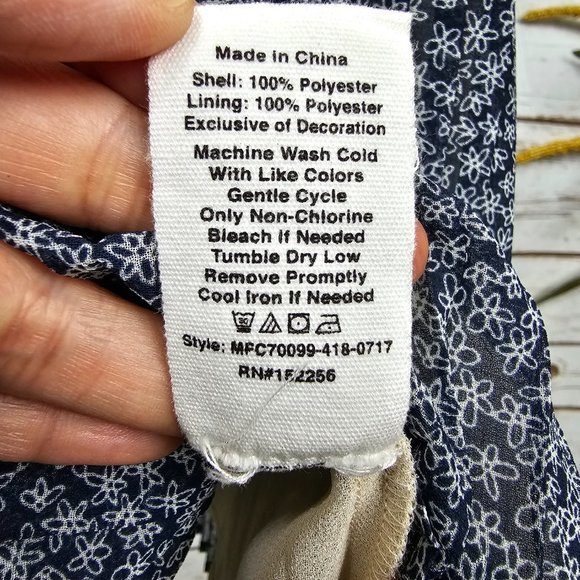 Made in China
Shell: 100% Polyester
Lining: 100% Polyester
Exclusive of Decoration
Machine Wash Cold
With Like Colors
Gentle Cycle
Only Non-Chlorine
Bleach If Needed
Tumble Dry Low
Remove Promptly
Cool Iron If Needed
Style: MFC70099-418-0717
RN#152256